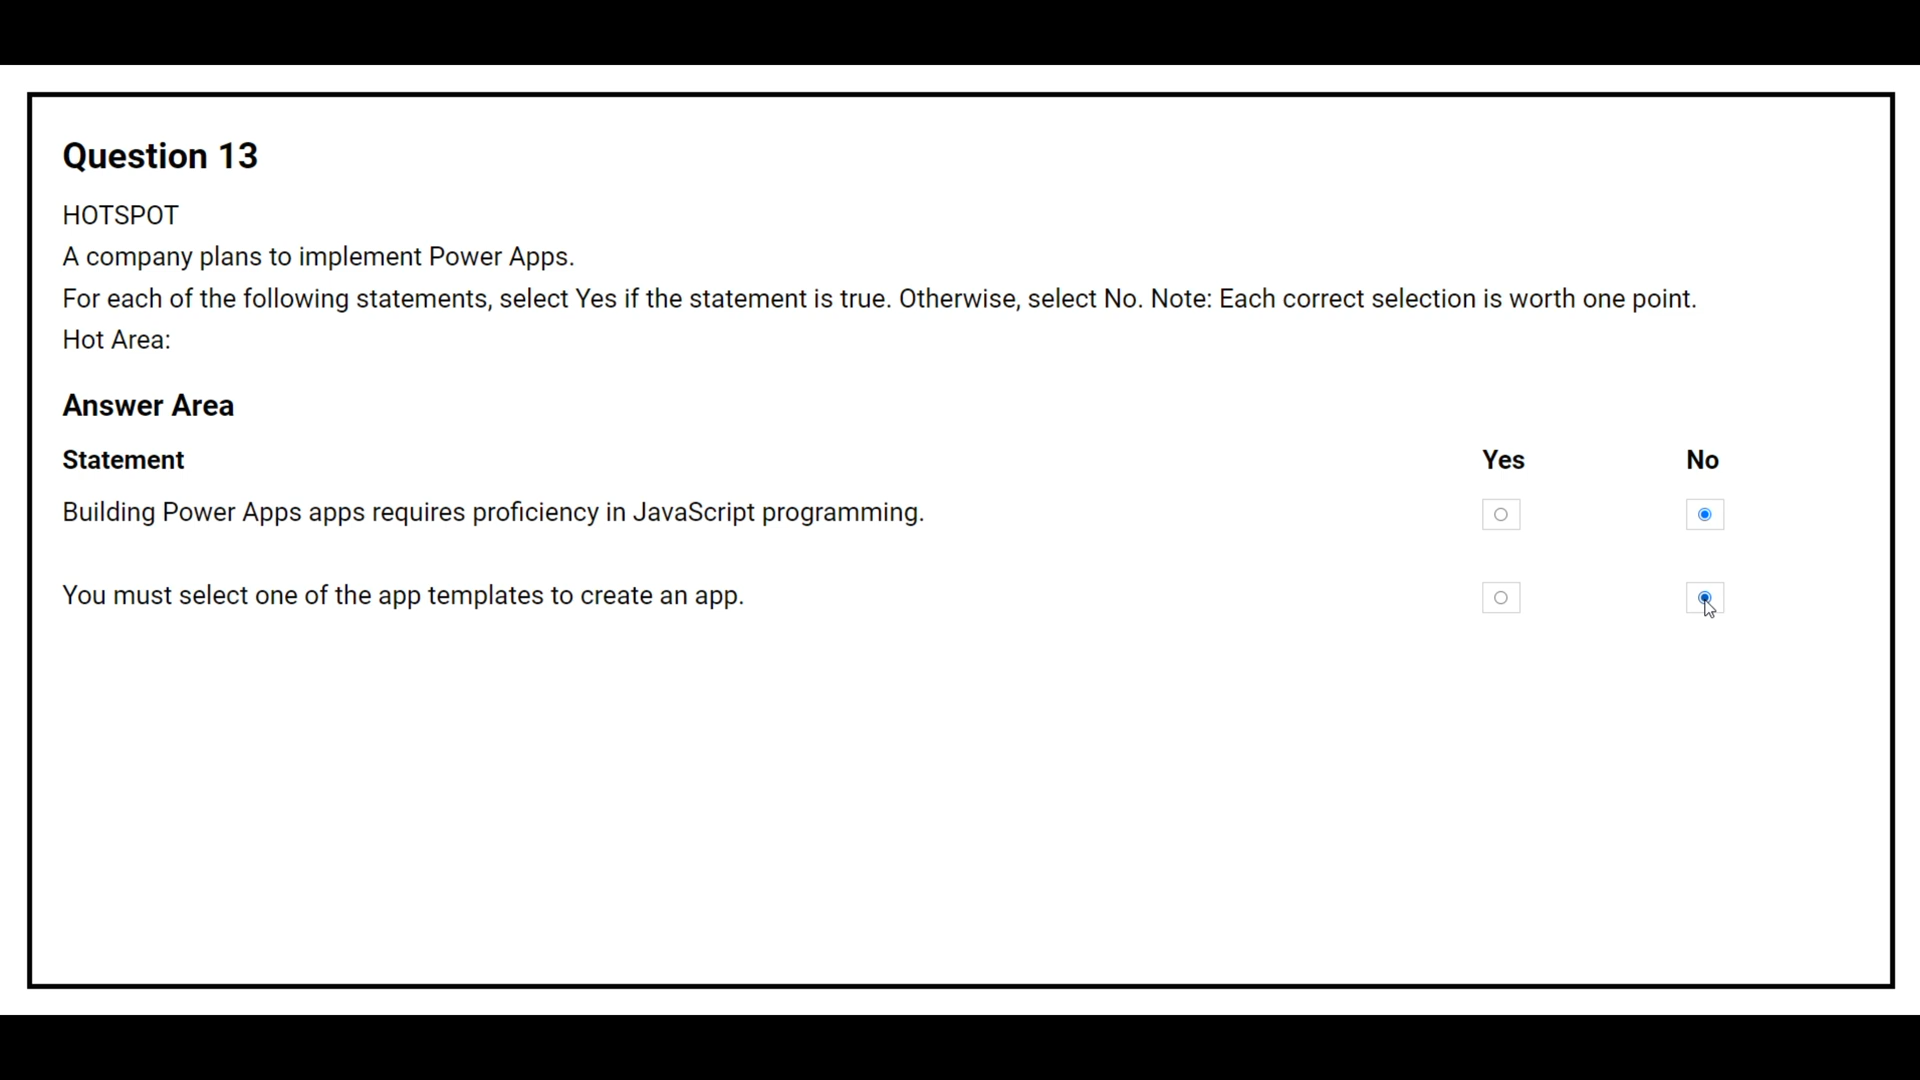 Question 13
HOTSPOT
A company plans to implement Power Apps.
For each of the following statements, select Yes if the statement is true. Otherwise, select No. Note: Each correct selection is worth one point.
Hot Area:
Answer Area
Statement Yes No
Building Power Apps apps requires proficiency in JavaScript programming.
You must select one of the app templates to create an app.